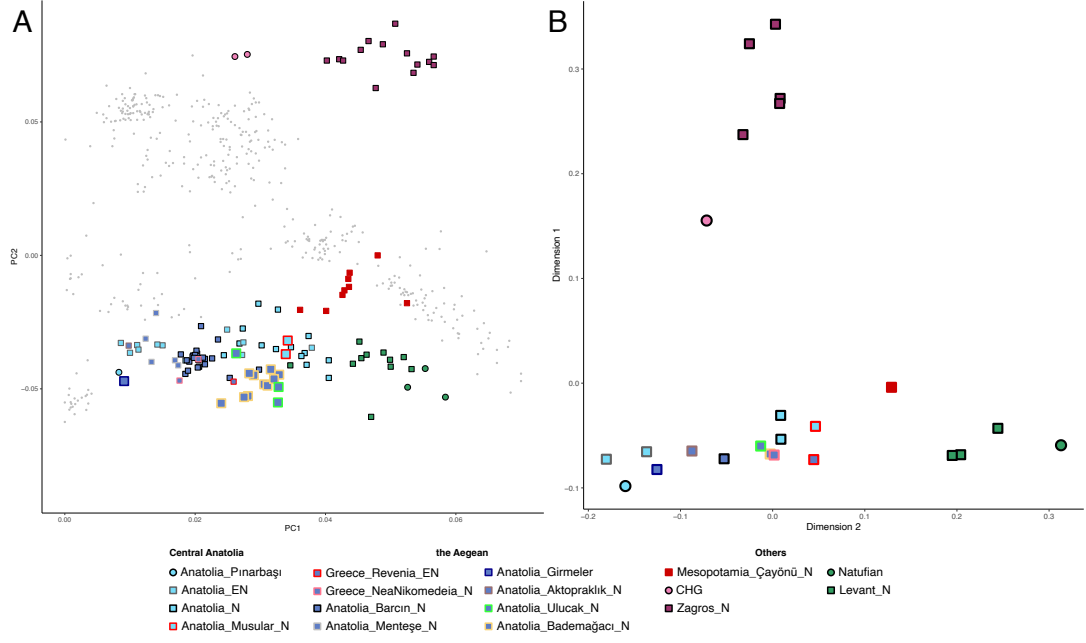 A
B
0.05
0.00
−0.05
PC2
0.00
0.02
0.04
0.06
PC1
0.3
0.2
0.1
0.0
−0.1
Dimension 1
−0.2
−0.1
0.0
0.1
0.2
0.3
Dimension 2
Central Anatolia
Anatolia_Pınarbaşı
Anatolia_EN
Anatolia_N
Anatolia_Musular_N
the Aegean
Greece_Revenia_EN
Greece_NeaNikomedeia_N
Anatolia_Barcın_N
Anatolia_Menteşe_N
Anatolia_Girmeler
Anatolia_Aktopraklık_N
Anatolia_Ulucak_N
Anatolia_Bademağacı_N
Others
Mesopotamia_Çayönü_N
CHG
Zagros_N
Natufian
Levant_N